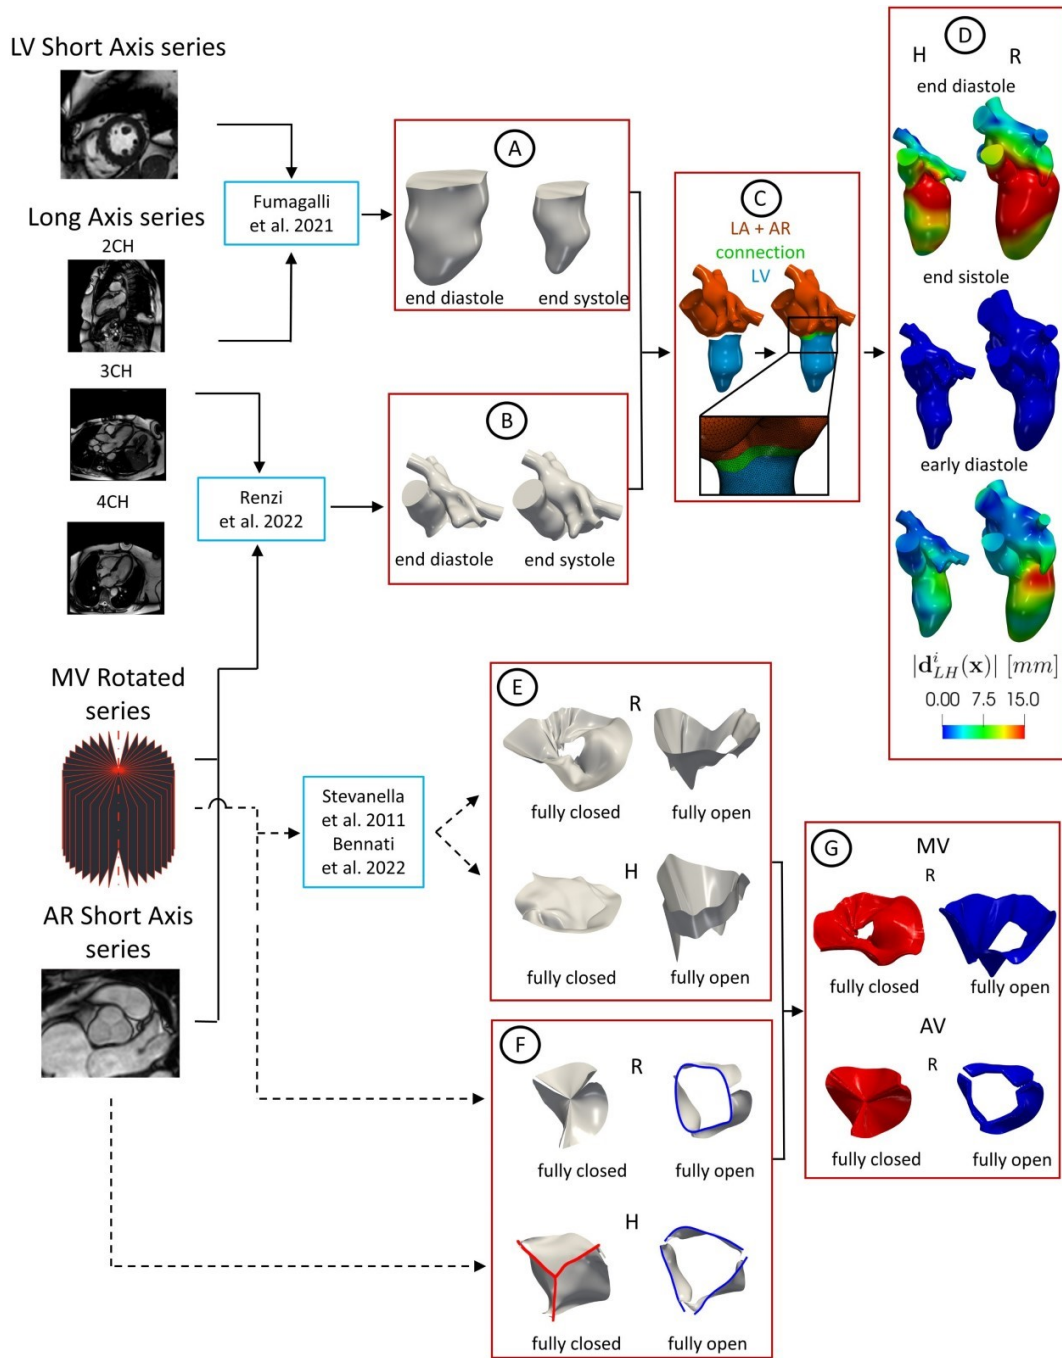 LV Short Axis series
Long Axis series
2CH
3CH
4CH
MV Rotated
series
AR Short Axis
series
Fumagalli
et al. 2021
Renzi
et al. 2022
Stevanella
et al. 2011
Bennati
et al. 2022
A
end diastole
end systole
B
end diastole
end systole
C
LA + AR
connection
LV
D
H
R
end diastole
end sistole
early diastole
|d^i_{LH}(x)| [mm]
0.00 7.5 15.0
E
R
fully closed
fully open
H
fully closed
fully open
F
R
fully closed
fully open
H
fully closed
fully open
G
MV
R
fully closed
fully open
AV
R
fully closed
fully open